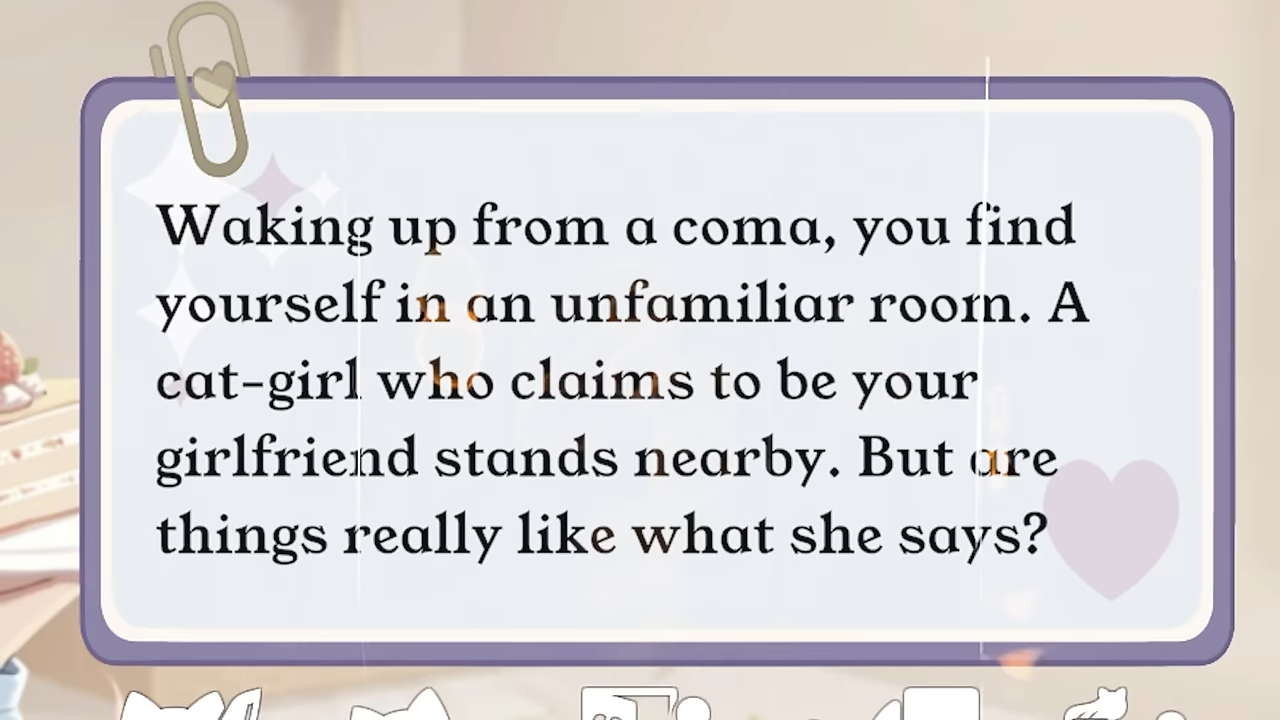 Waking up from a coma, you find
yourself in an unfamiliar room. A
cat-girl who claims to be your
girlfriend stands nearby. But are
things really like what she says?